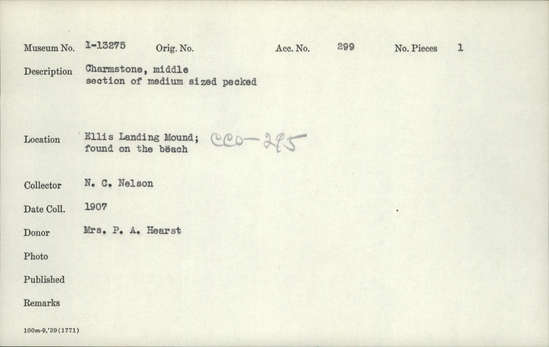 Museum No. 1-13275 Orig. No. Acc. No. 299 No. Pieces 1
Description Charmstone, middle
section of medium sized pecked
Location Ellis Landing Mound; CCO-295
found on the beach
Collector N. C. Nelson
Date Coll. 1907
Donor Mrs. P. A. Hearst
Photo
Published
Remarks
100m-9,'29(1771)